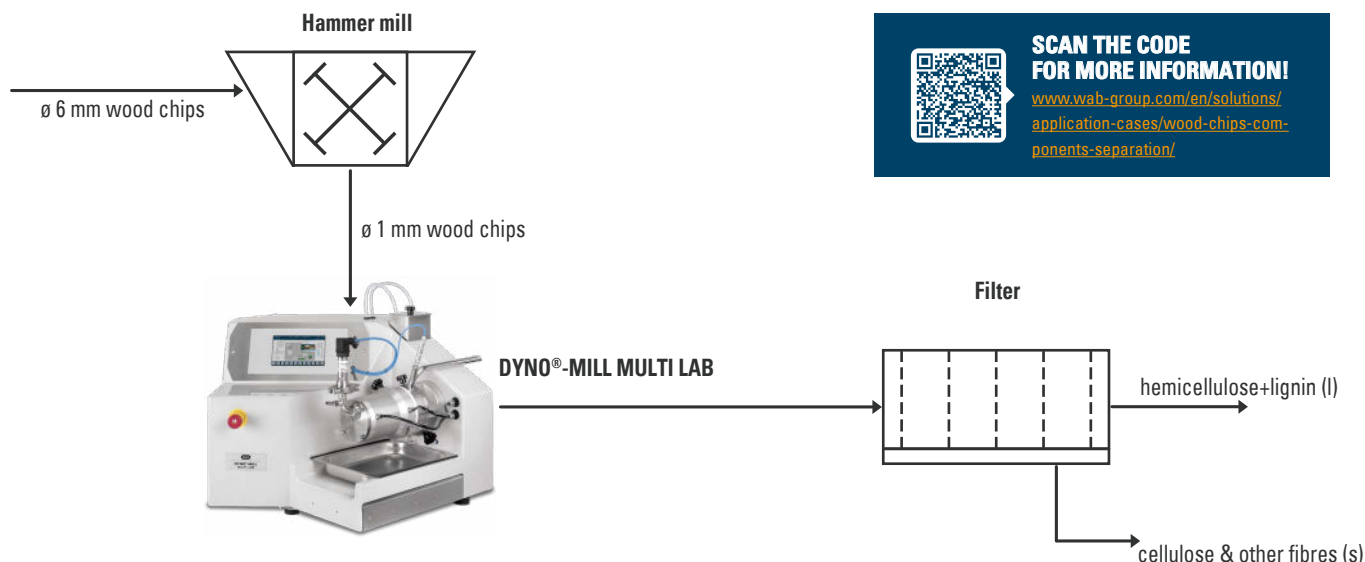 Hammer mill
ø 6 mm wood chips
SCAN THE CODE
FOR MORE INFORMATION!
www.wab-group.com/en/solutions/
application-cases/wood-chips-com-
ponents-separation/
ø 1 mm wood chips
Filter
DYNO®-MILL MULTI LAB
hemicellulose+lignin (l)
cellulose & other fibres (s)